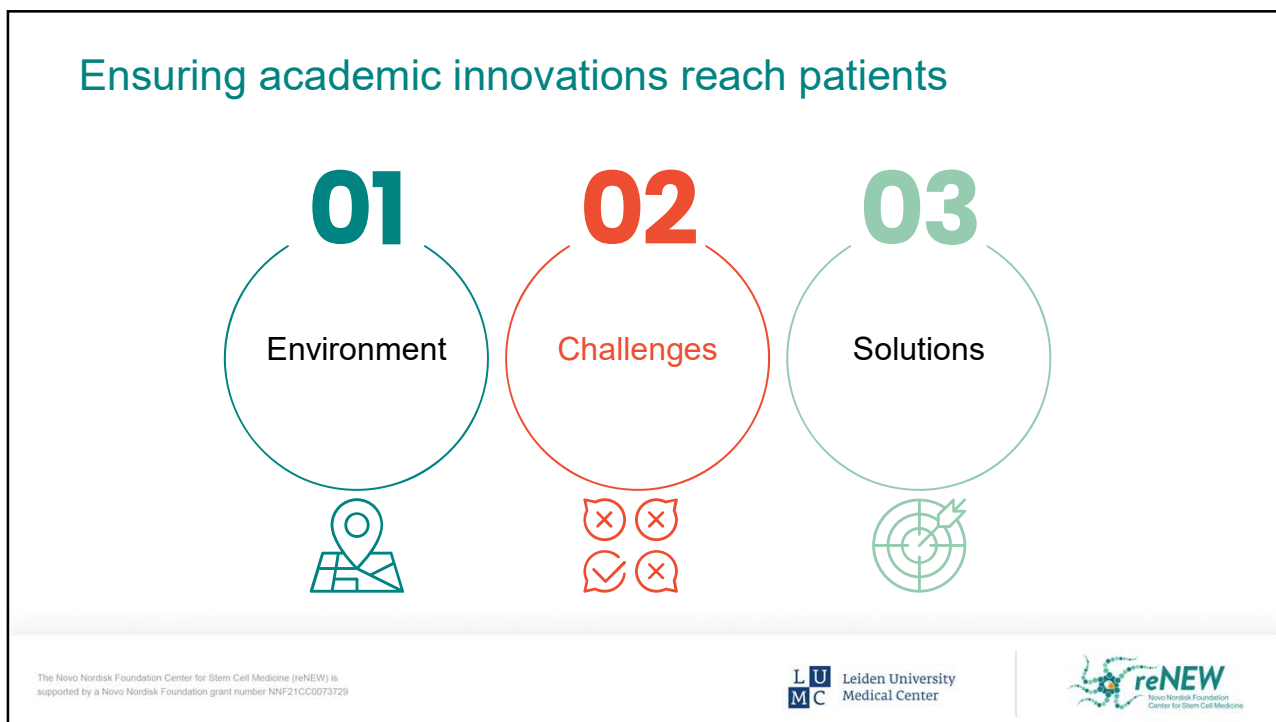 Ensuring academic innovations reach patients
01
02
03
Environment
Challenges
Solutions
The Novo Nordisk Foundation Center for Stem Cell Medicine (reNEW) is
supported by a Novo Nordisk Foundation grant number NNF21CC0073729
L U
M C
Leiden University
Medical Center
reNEW
Novo Nordisk Foundation
Center for Stem Cell Medicine